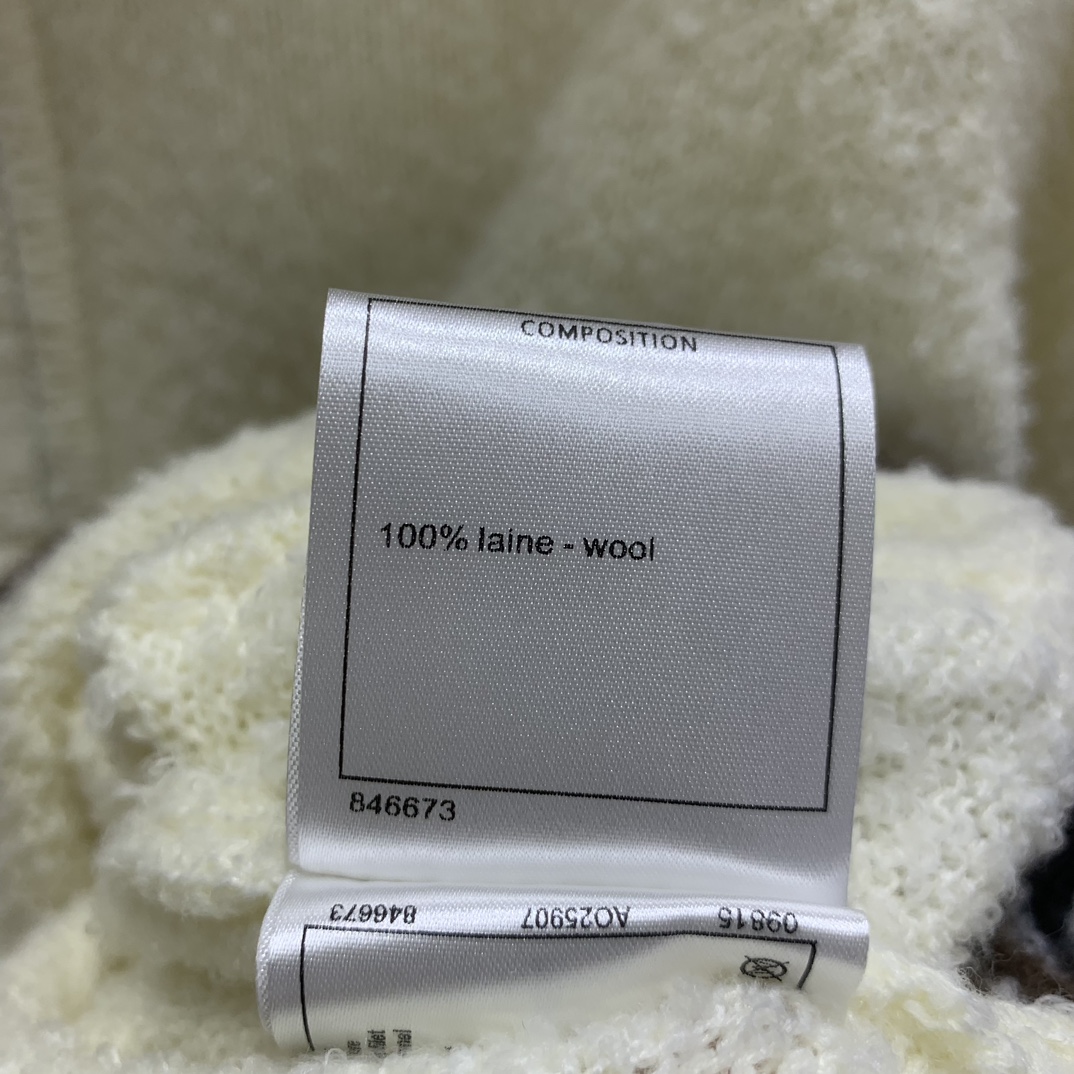 COMPOSITION
100% laine - wool
846673
09815 AO25907 846673